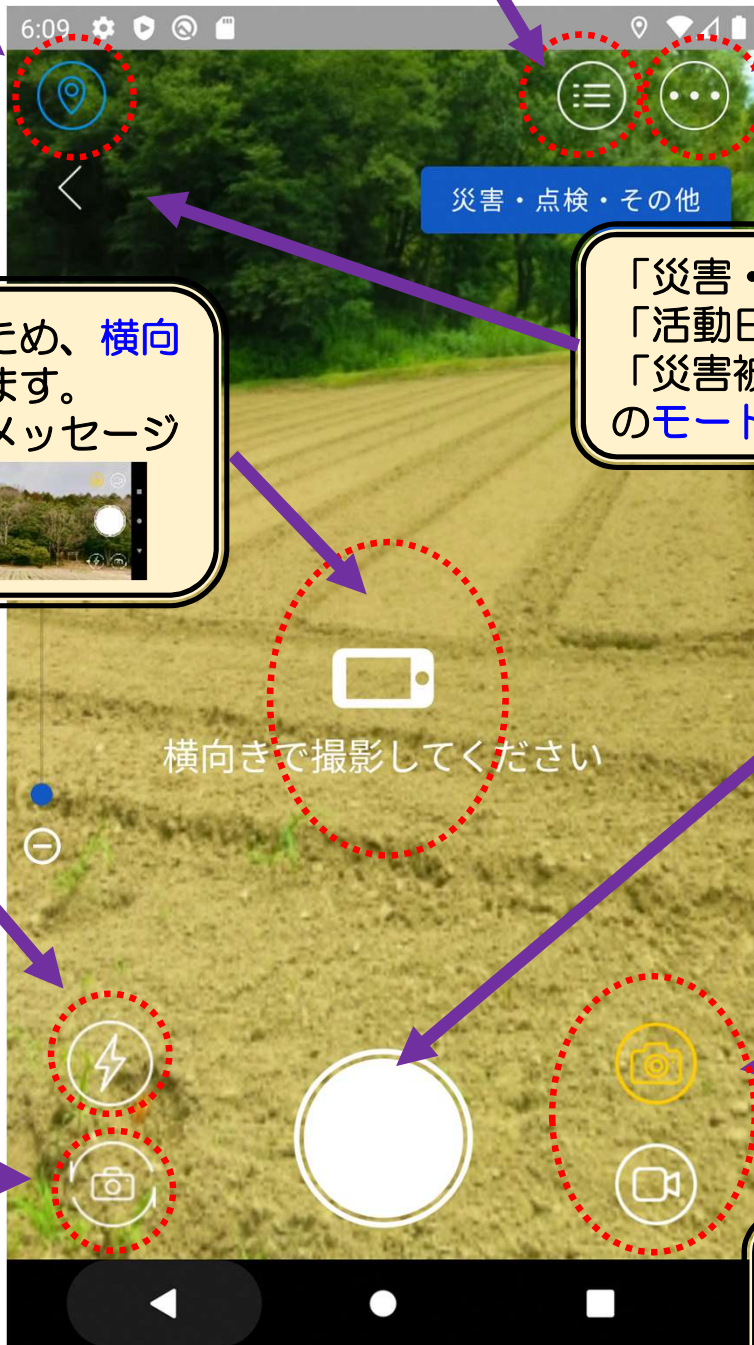 6:09
災害・点検・その他
「災害・
「活動日
「災害被
のモード
ため、横向
ます。
メッセージ
横向きで撮影してください